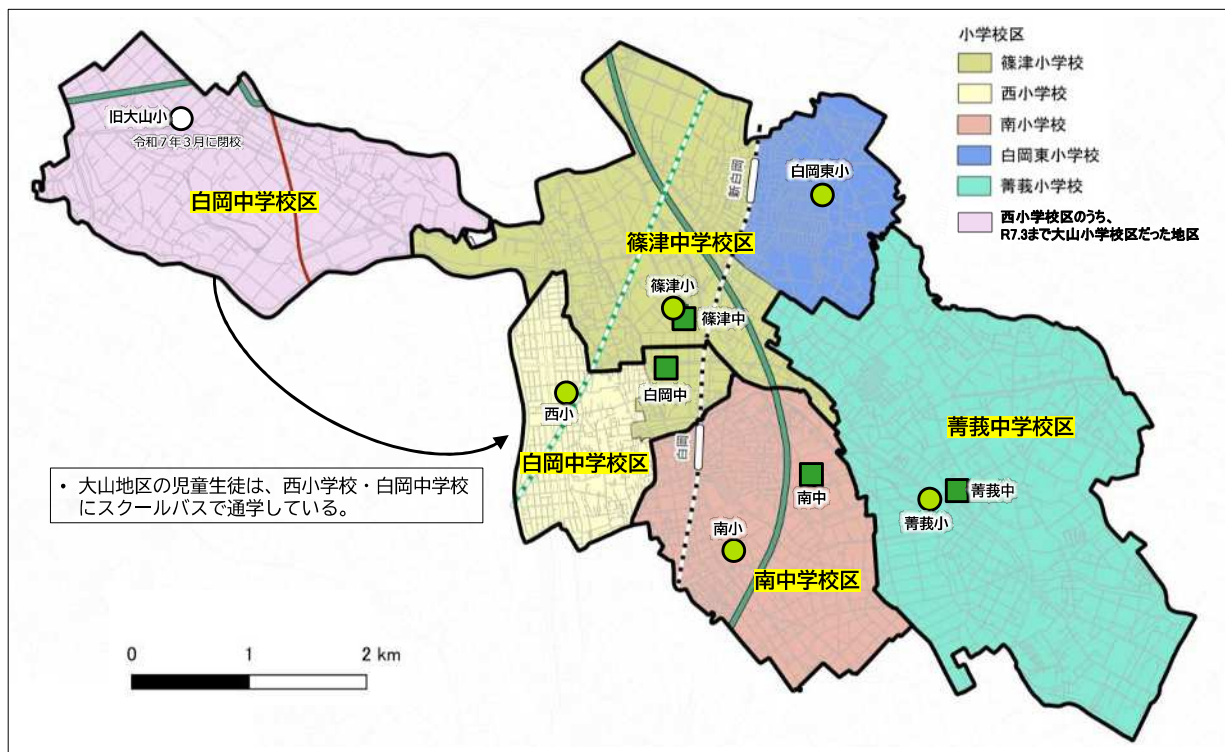 小学校区
篠津小学校
西小学校
南小学校
白岡東小学校
菁莪小学校
西小学校区のうち、
R7.3まで大山小学校区だった地区
旧大山小
令和7年3月に閉校
白岡中学校区
新白岡
白岡東小
篠津中学校区
篠津小
篠津中
白岡中
西小
白岡
白岡中学校区
菁莪中学校区
南中
菁莪中
菁莪小
南小
南中学校区
・ 大山地区の児童生徒は、西小学校・白岡中学校
にスクールバスで通学している。
0 1 2 km